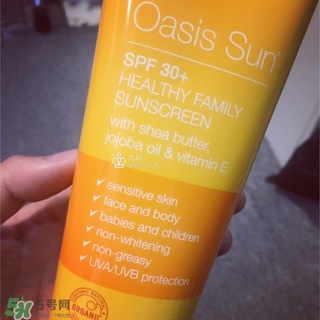 Oasis Sun
SPF 30+
HEALTHY FAMILY
SUNSCREEN
with shea butter,
jojoba oil & vitamin E
sensitive skin
face and body
babies and children
non-whitening
non-greasy
UVA/UVB protection
ORGANIC
5号网